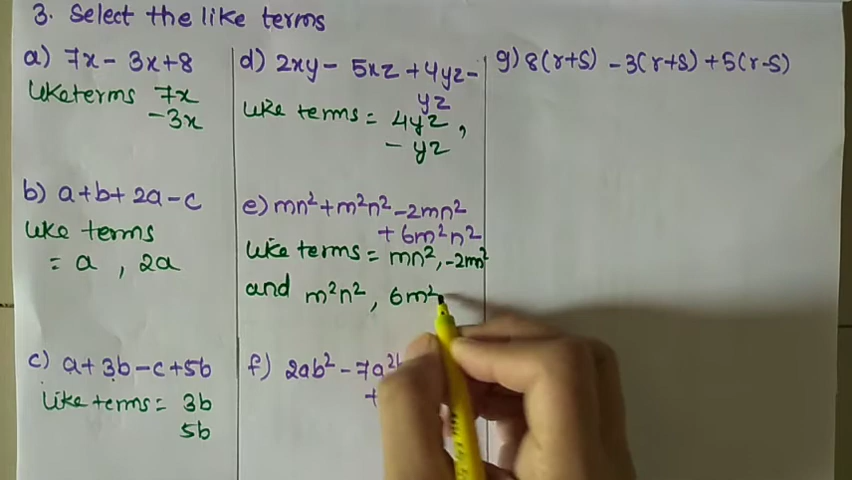 3. Select the like terms
a) 7x - 3x + 8
like terms 7x
-3x
b) a + b + 2a - c
like terms
= a , 2a
c) a + 3b - c + 5b
like terms = 3b
5b
d) 2xy - 5xz + 4yz -
yz
like terms = 4yz ,
- yz
e) mn² + m²n² - 2mn²
+ 6m²n²
like terms = mn², -2mn²
and m²n² , 6m²
f) 2ab² - 7a²b
+
g) 8(r+s) - 3(r+s) + 5(r-s)